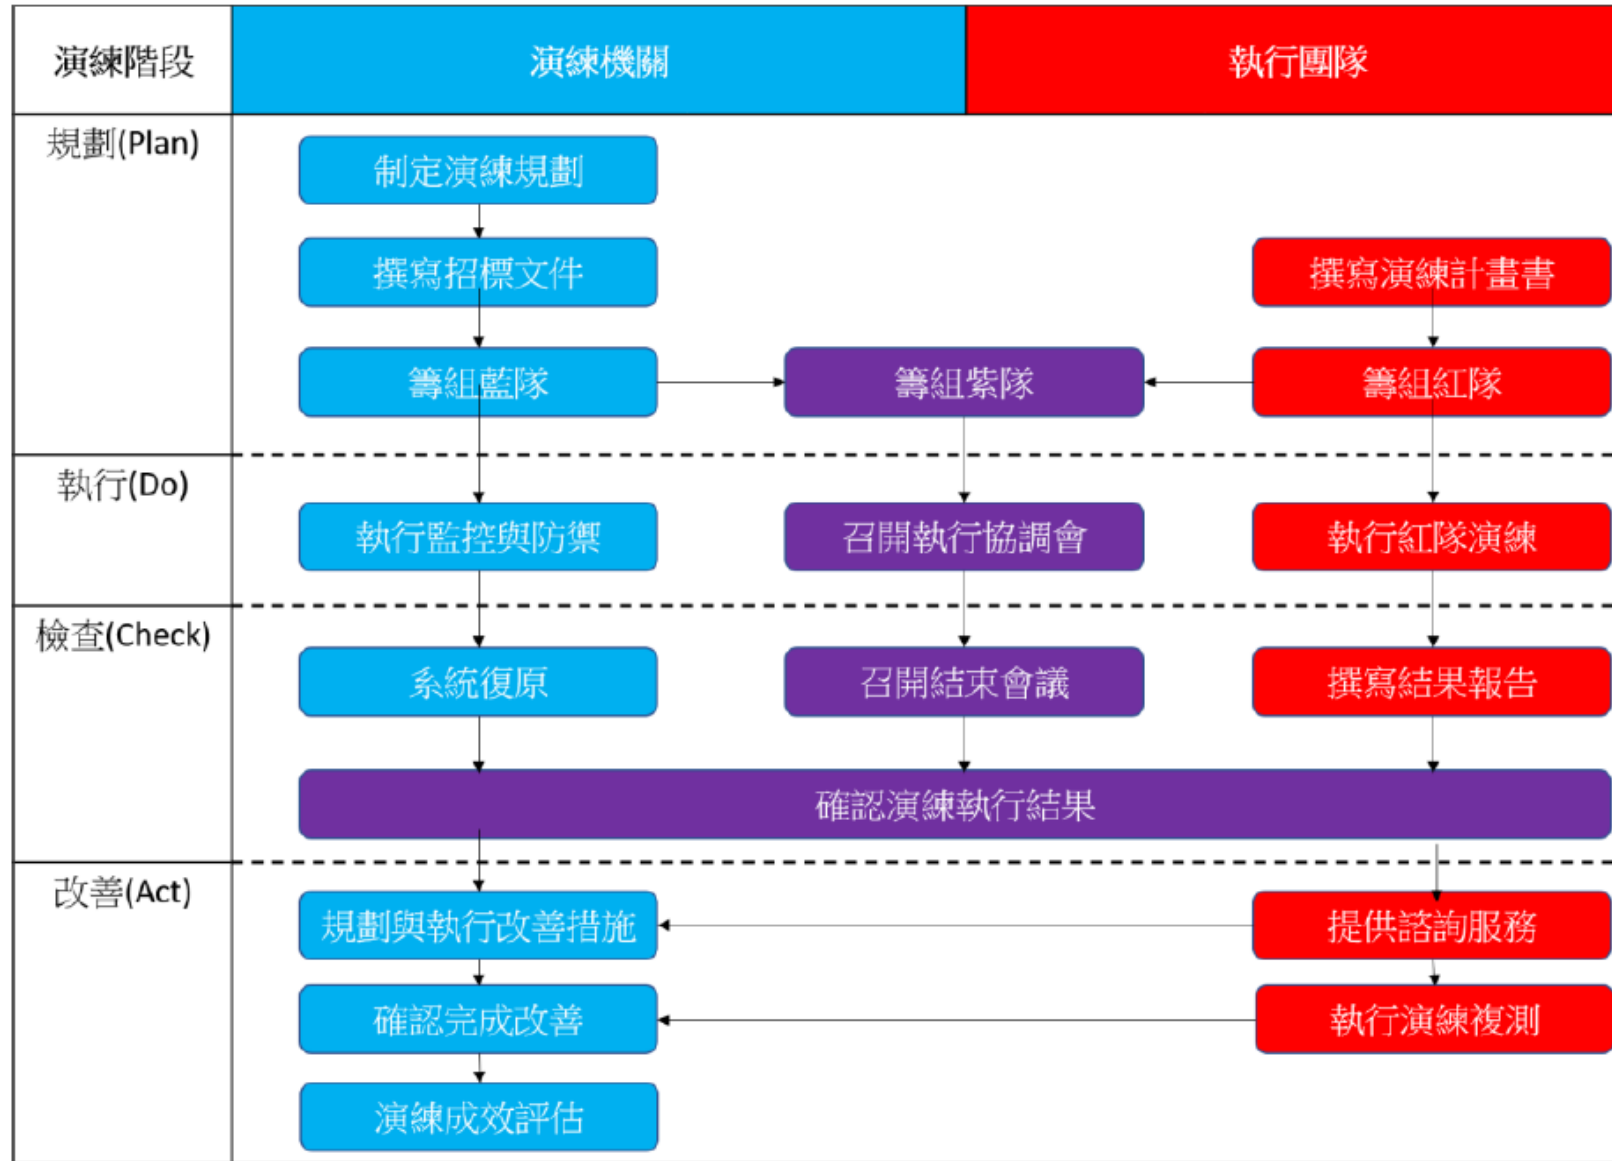 演練階段
演練機關
執行團隊
規劃(Plan)
制定演練規劃
撰寫招標文件
撰寫演練計畫書
籌組藍隊
籌組紫隊
籌組紅隊
執行(Do)
執行監控與防禦
召開執行協調會
執行紅隊演練
檢查(Check)
系統復原
召開結束會議
撰寫結果報告
確認演練執行結果
改善(Act)
規劃與執行改善措施
提供諮詢服務
確認完成改善
執行演練複測
演練成效評估